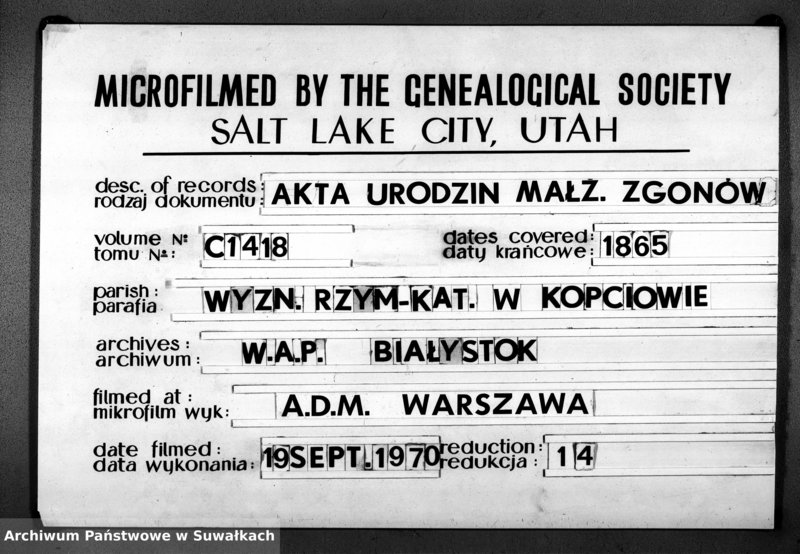 MICROFILMED BY THE GENEALOGICAL SOCIETY
SALT LAKE CITY, UTAH
desc. of records: AKTA URODZIN MAŁŻ. ZGONÓW
rodzaj dokumentu:
volume No: C1418 dates covered: 1865
tomu No: daty krańcowe:
parish: WYZN. RZYM-KAT. W KOPCIOWIE
parafia
archives: W.A.P. BIAŁYSTOK
archiwum:
filmed at: A.D.M. WARSZAWA
mikrofilm wyk:
date filmed: 19 SEPT. 1970 reduction: 14
data wykonania: redukcja:
Archiwum Państwowe w Suwałkach